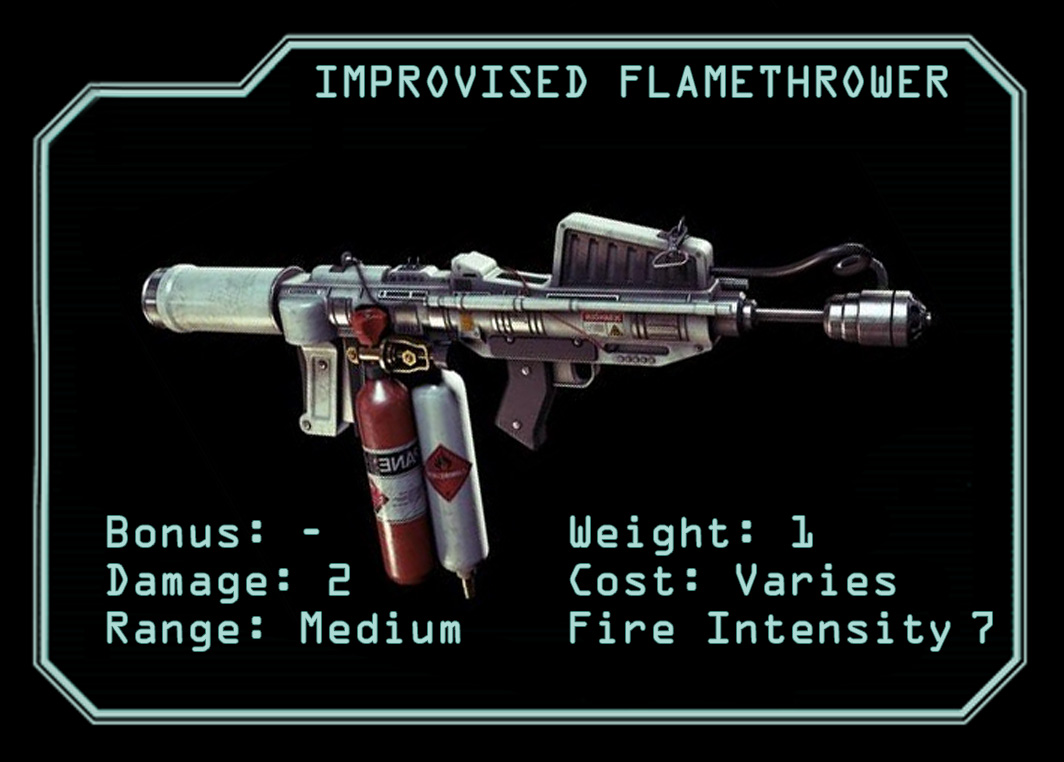 IMPROVISED FLAMETHROWER
Bonus: -
Damage: 2
Range: Medium
Weight: 1
Cost: Varies
Fire Intensity 7